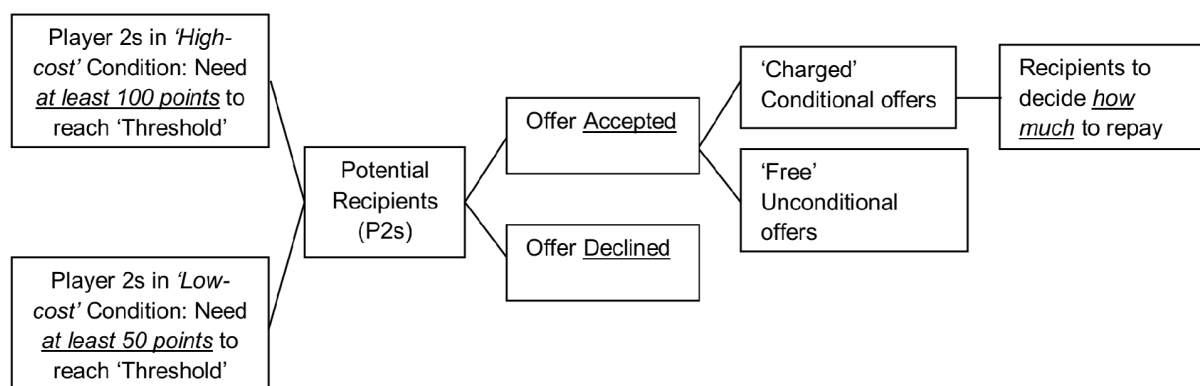 Player 2s in ‘High-
cost’ Condition: Need
at least 100 points to
reach ‘Threshold’
Player 2s in ‘Low-
cost’ Condition: Need
at least 50 points to
reach ‘Threshold’
Potential
Recipients
(P2s)
Offer Accepted
Offer Declined
‘Charged’
Conditional offers
‘Free’
Unconditional
offers
Recipients to
decide how
much to repay